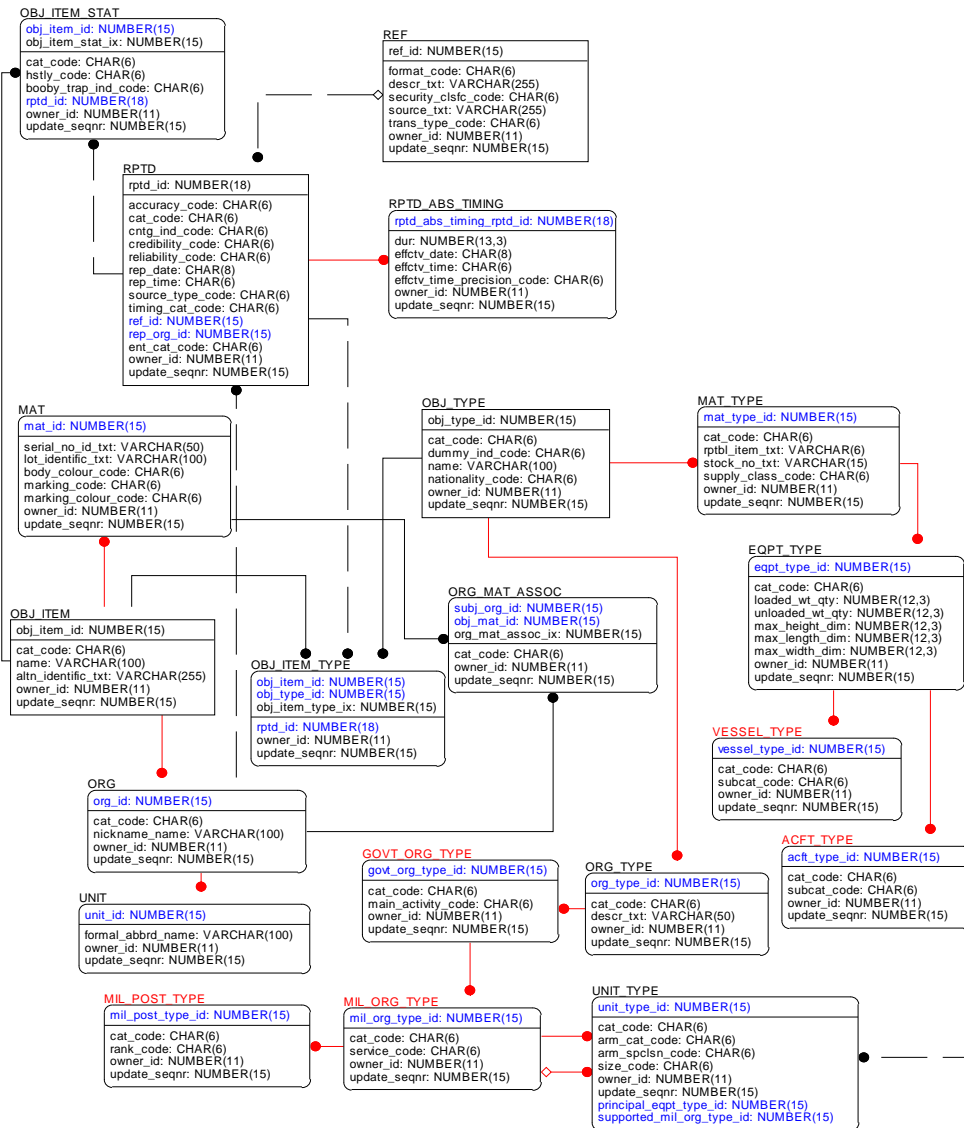 OBJ_ITEM_STAT
obj_item_id: NUMBER(15)
obj_item_stat_ix: NUMBER(15)
cat_code: CHAR(6)
hstly_code: CHAR(6)
booby_trap_ind_code: CHAR(6)
rptd_id: NUMBER(18)
owner_id: NUMBER(11)
update_seqnr: NUMBER(15)
REF
ref_id: NUMBER(15)
format_code: CHAR(6)
descr_txt: VARCHAR(255)
security_clsfc_code: CHAR(6)
source_txt: VARCHAR(255)
trans_type_code: CHAR(6)
owner_id: NUMBER(11)
update_seqnr: NUMBER(15)
RPTD
rptd_id: NUMBER(18)
accuracy_code: CHAR(6)
cat_code: CHAR(6)
cntg_ind_code: CHAR(6)
credibility_code: CHAR(6)
reliability_code: CHAR(6)
rep_date: CHAR(8)
rep_time: CHAR(6)
source_type_code: CHAR(6)
timing_cat_code: CHAR(6)
ref_id: NUMBER(15)
rep_org_id: NUMBER(15)
ent_cat_code: CHAR(6)
owner_id: NUMBER(11)
update_seqnr: NUMBER(15)
RPTD_ABS_TIMING
rptd_abs_timing_rptd_id: NUMBER(18)
dur: NUMBER(13,3)
effctv_date: CHAR(8)
effctv_time: CHAR(6)
effctv_time_precision_code: CHAR(6)
owner_id: NUMBER(11)
update_seqnr: NUMBER(15)
MAT
mat_id: NUMBER(15)
serial_no_id_txt: VARCHAR(50)
lot_identific_txt: VARCHAR(100)
body_colour_code: CHAR(6)
marking_code: CHAR(6)
marking_colour_code: CHAR(6)
owner_id: NUMBER(11)
update_seqnr: NUMBER(15)
OBJ_TYPE
obj_type_id: NUMBER(15)
cat_code: CHAR(6)
dummy_ind_code: CHAR(6)
name: VARCHAR(100)
nationality_code: CHAR(6)
owner_id: NUMBER(11)
update_seqnr: NUMBER(15)
MAT_TYPE
mat_type_id: NUMBER(15)
cat_code: CHAR(6)
rptbl_item_txt: VARCHAR(6)
stock_no_txt: VARCHAR(15)
supply_class_code: CHAR(6)
owner_id: NUMBER(11)
update_seqnr: NUMBER(15)
EQPT_TYPE
eqpt_type_id: NUMBER(15)
cat_code: CHAR(6)
loaded_wt_qty: NUMBER(12,3)
unloaded_wt_qty: NUMBER(12,3)
max_height_dim: NUMBER(12,3)
max_length_dim: NUMBER(12,3)
max_width_dim: NUMBER(12,3)
owner_id: NUMBER(11)
update_seqnr: NUMBER(15)
ORG_MAT_ASSOC
subj_org_id: NUMBER(15)
obj_mat_id: NUMBER(15)
org_mat_assoc_ix: NUMBER(15)
cat_code: CHAR(6)
owner_id: NUMBER(11)
update_seqnr: NUMBER(15)
OBJ_ITEM
obj_item_id: NUMBER(15)
cat_code: CHAR(6)
name: VARCHAR(100)
altn_identific_txt: VARCHAR(255)
owner_id: NUMBER(11)
update_seqnr: NUMBER(15)
OBJ_ITEM_TYPE
obj_item_id: NUMBER(15)
obj_type_id: NUMBER(15)
obj_item_type_ix: NUMBER(15)
rptd_id: NUMBER(18)
owner_id: NUMBER(11)
update_seqnr: NUMBER(15)
VESSEL_TYPE
vessel_type_id: NUMBER(15)
cat_code: CHAR(6)
subcat_code: CHAR(6)
owner_id: NUMBER(11)
update_seqnr: NUMBER(15)
ORG
org_id: NUMBER(15)
cat_code: CHAR(6)
nickname_name: VARCHAR(100)
owner_id: NUMBER(11)
update_seqnr: NUMBER(15)
ACFT_TYPE
acft_type_id: NUMBER(15)
cat_code: CHAR(6)
subcat_code: CHAR(6)
owner_id: NUMBER(11)
update_seqnr: NUMBER(15)
GOVT_ORG_TYPE
govt_org_type_id: NUMBER(15)
cat_code: CHAR(6)
main_activity_code: CHAR(6)
owner_id: NUMBER(11)
update_seqnr: NUMBER(15)
ORG_TYPE
org_type_id: NUMBER(15)
cat_code: CHAR(6)
descr_txt: VARCHAR(50)
owner_id: NUMBER(11)
update_seqnr: NUMBER(15)
UNIT
unit_id: NUMBER(15)
formal_abbrd_name: VARCHAR(100)
owner_id: NUMBER(11)
update_seqnr: NUMBER(15)
MIL_POST_TYPE
mil_post_type_id: NUMBER(15)
cat_code: CHAR(6)
rank_code: CHAR(6)
owner_id: NUMBER(11)
update_seqnr: NUMBER(15)
MIL_ORG_TYPE
mil_org_type_id: NUMBER(15)
cat_code: CHAR(6)
service_code: CHAR(6)
owner_id: NUMBER(11)
update_seqnr: NUMBER(15)
UNIT_TYPE
unit_type_id: NUMBER(15)
cat_code: CHAR(6)
arm_cat_code: CHAR(6)
arm_spclsn_code: CHAR(6)
size_code: CHAR(6)
owner_id: NUMBER(11)
update_seqnr: NUMBER(15)
principal_eqpt_type_id: NUMBER(15)
supported_mil_org_type_id: NUMBER(15)